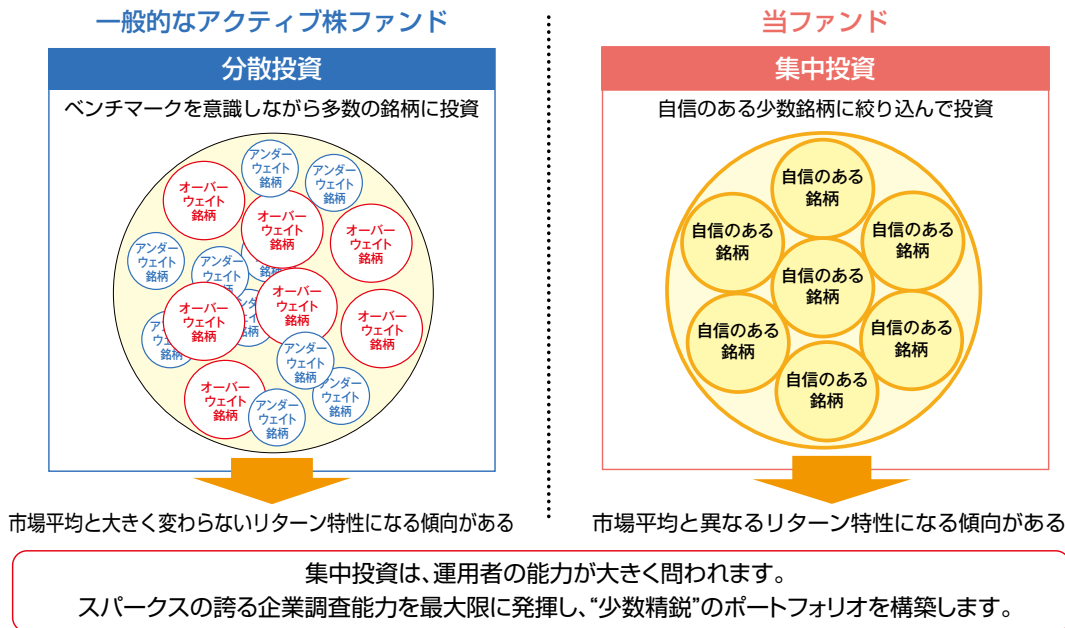 一般的なアクティブ株ファンド
分散投資
ベンチマークを意識しながら多数の銘柄に投資
アンダー
ウェイト
銘柄
アンダー
ウェイト
銘柄
オーバー
ウェイト
銘柄
オーバー
ウェイト
銘柄
オーバー
ウェイト
銘柄
アンダー
ウェイト
銘柄
アンダー
ウェイト
銘柄
銘柄
オーバー
ウェイト
銘柄
オーバー
ウェイト
銘柄
オーバー
ウェイト
銘柄
銘柄
銘柄
アンダー
ウェイト
銘柄
アンダー
ウェイト
銘柄
オーバー
ウェイト
銘柄
アンダー
ウェイト
銘柄
市場平均と大きく変わらないリターン特性になる傾向がある
当ファンド
集中投資
自信のある少数銘柄に絞り込んで投資
自信のある
銘柄
自信のある
銘柄
自信のある
銘柄
自信のある
銘柄
自信のある
銘柄
自信のある
銘柄
自信のある
銘柄
市場平均と異なるリターン特性になる傾向がある
集中投資は、運用者の能力が大きく問われます。
スパークスの誇る企業調査能力を最大限に発揮し、“少数精鋭”のポートフォリオを構築します。